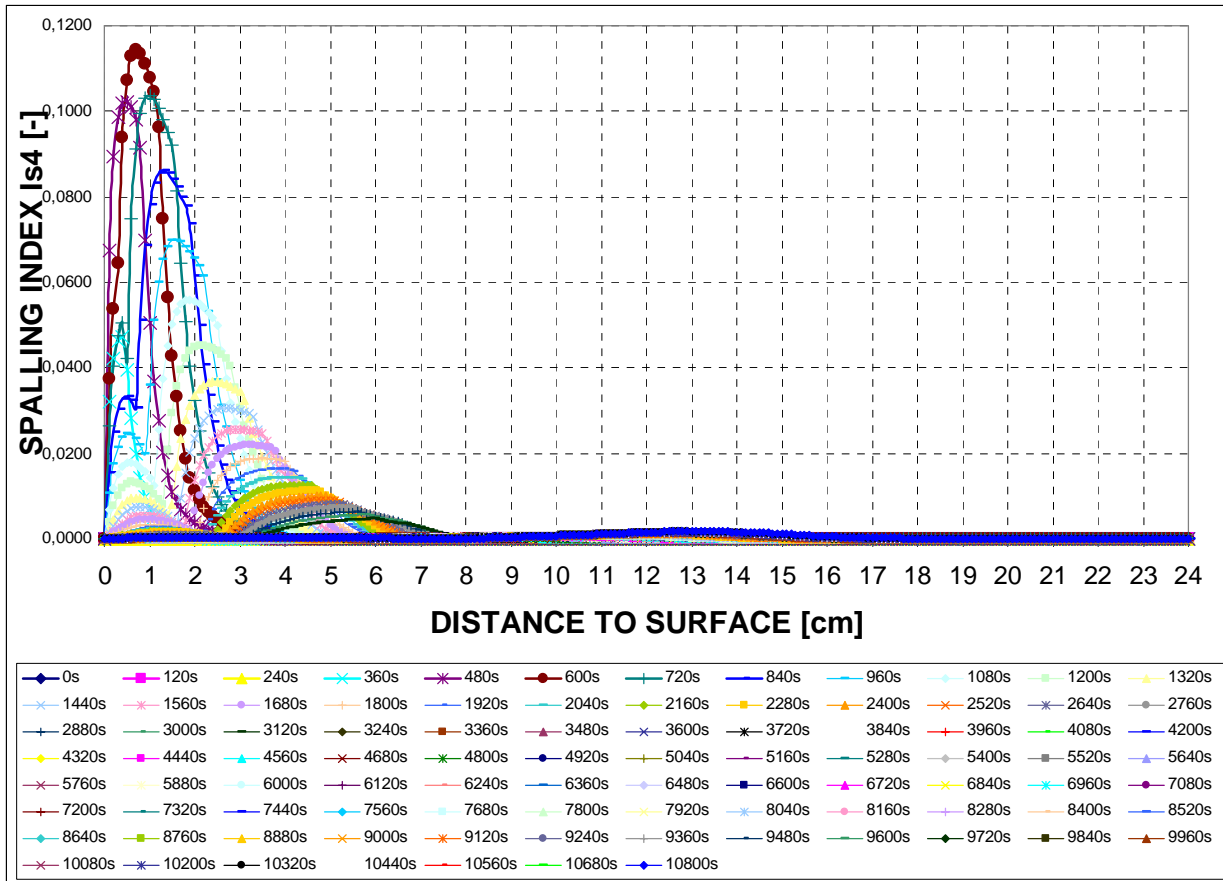 0,1200
0,1000
0,0800
0,0600
0,0400
0,0200
0,0000
SPALLING INDEX Is4 [-]
0 1 2 3 4 5 6 7 8 9 10 11 12 13 14 15 16 17 18 19 20 21 22 23 24
DISTANCE TO SURFACE [cm]
0s 120s 240s 360s 480s 600s 720s 840s 960s 1080s 1200s 1320s
1440s 1560s 1680s 1800s 1920s 2040s 2160s 2280s 2400s 2520s 2640s 2760s
2880s 3000s 3120s 3240s 3360s 3480s 3600s 3720s 3840s 3960s 4080s 4200s
4320s 4440s 4560s 4680s 4800s 4920s 5040s 5160s 5280s 5400s 5520s 5640s
5760s 5880s 6000s 6120s 6240s 6360s 6480s 6600s 6720s 6840s 6960s 7080s
7200s 7320s 7440s 7560s 7680s 7800s 7920s 8040s 8160s 8280s 8400s 8520s
8640s 8760s 8880s 9000s 9120s 9240s 9360s 9480s 9600s 9720s 9840s 9960s
10080s 10200s 10320s 10440s 10560s 10680s 10800s